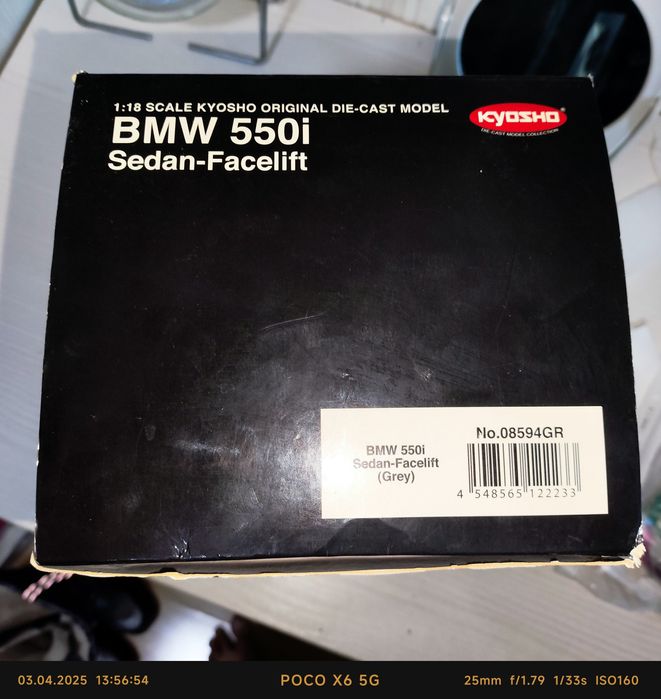 1:18 SCALE KYOSHO ORIGINAL DIE-CAST MODEL
BMW 550i
Sedan-Facelift
KYOSHO
DIE-CAST MODEL COLLECTION
No.08594GR
BMW 550i
Sedan-Facelift
(Grey)
4 548565 122233
03.04.2025 13:56:54
POCO X6 5G
25mm f/1.79 1/33s ISO160